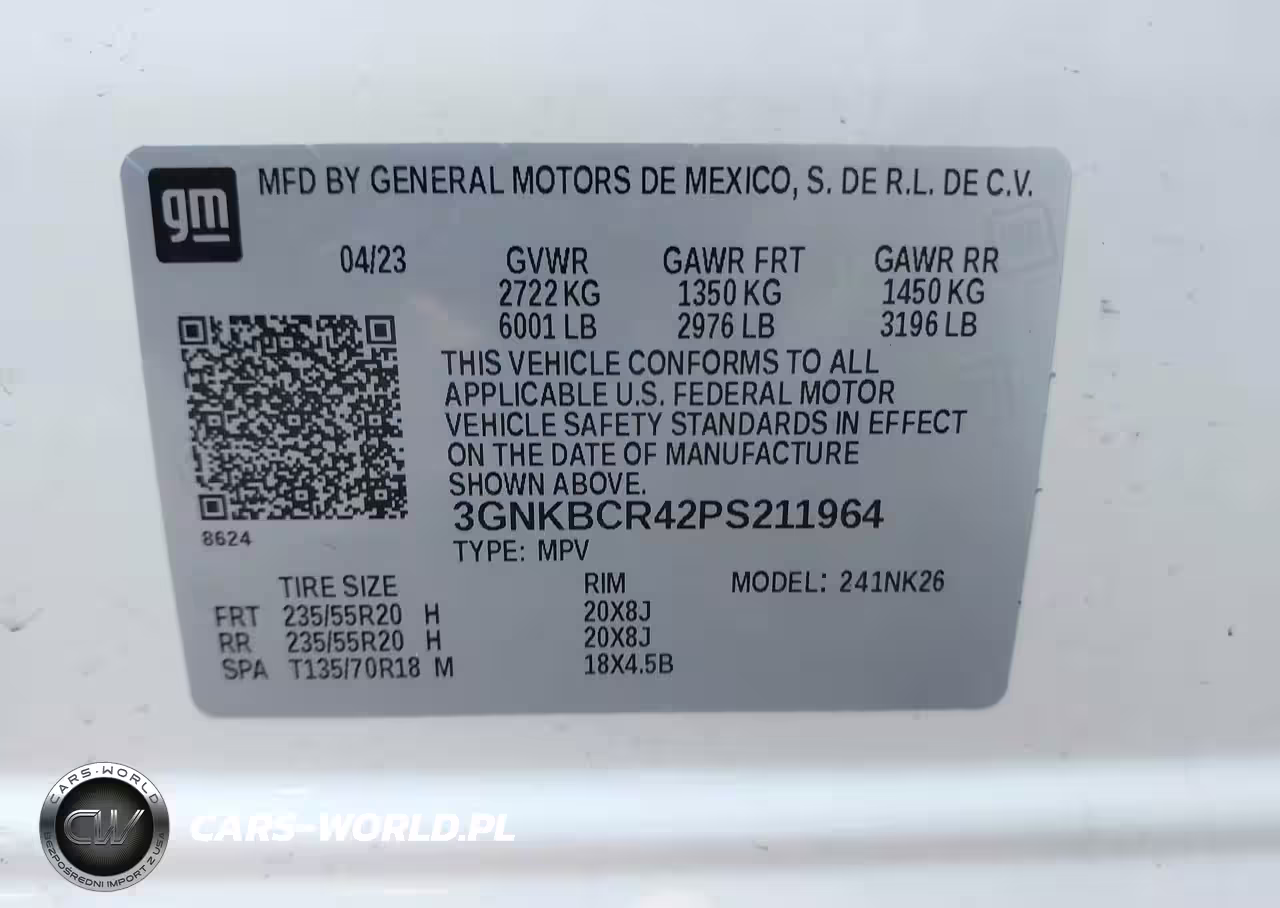 gm MFD BY GENERAL MOTORS DE MEXICO, S. DE R.L. DE C.V.
04/23 GVWR GAWR FRT GAWR RR
2722 KG 1350 KG 1450 KG
6001 LB 2976 LB 3196 LB
THIS VEHICLE CONFORMS TO ALL
APPLICABLE U.S. FEDERAL MOTOR
VEHICLE SAFETY STANDARDS IN EFFECT
ON THE DATE OF MANUFACTURE
SHOWN ABOVE.
3GNKBCR42PS211964
8624
TYPE: MPV
TIRE SIZE RIM MODEL: 241NK26
FRT 235/55R20 H 20X8J
RR 235/55R20 H 20X8J
SPA T135/70R18 M 18X4.5B
CARS-WORLD
CW
BEZPOŚREDNI IMPORT Z USA
CARS-WORLD.PL